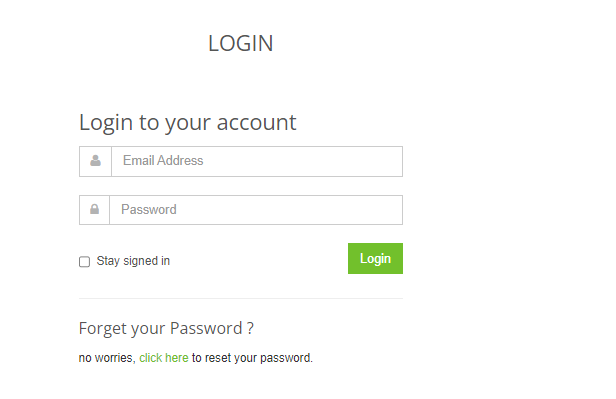 LOGIN
Login to your account
Email Address
Password
Stay signed in
Login
Forget your Password ?
no worries, click here to reset your password.